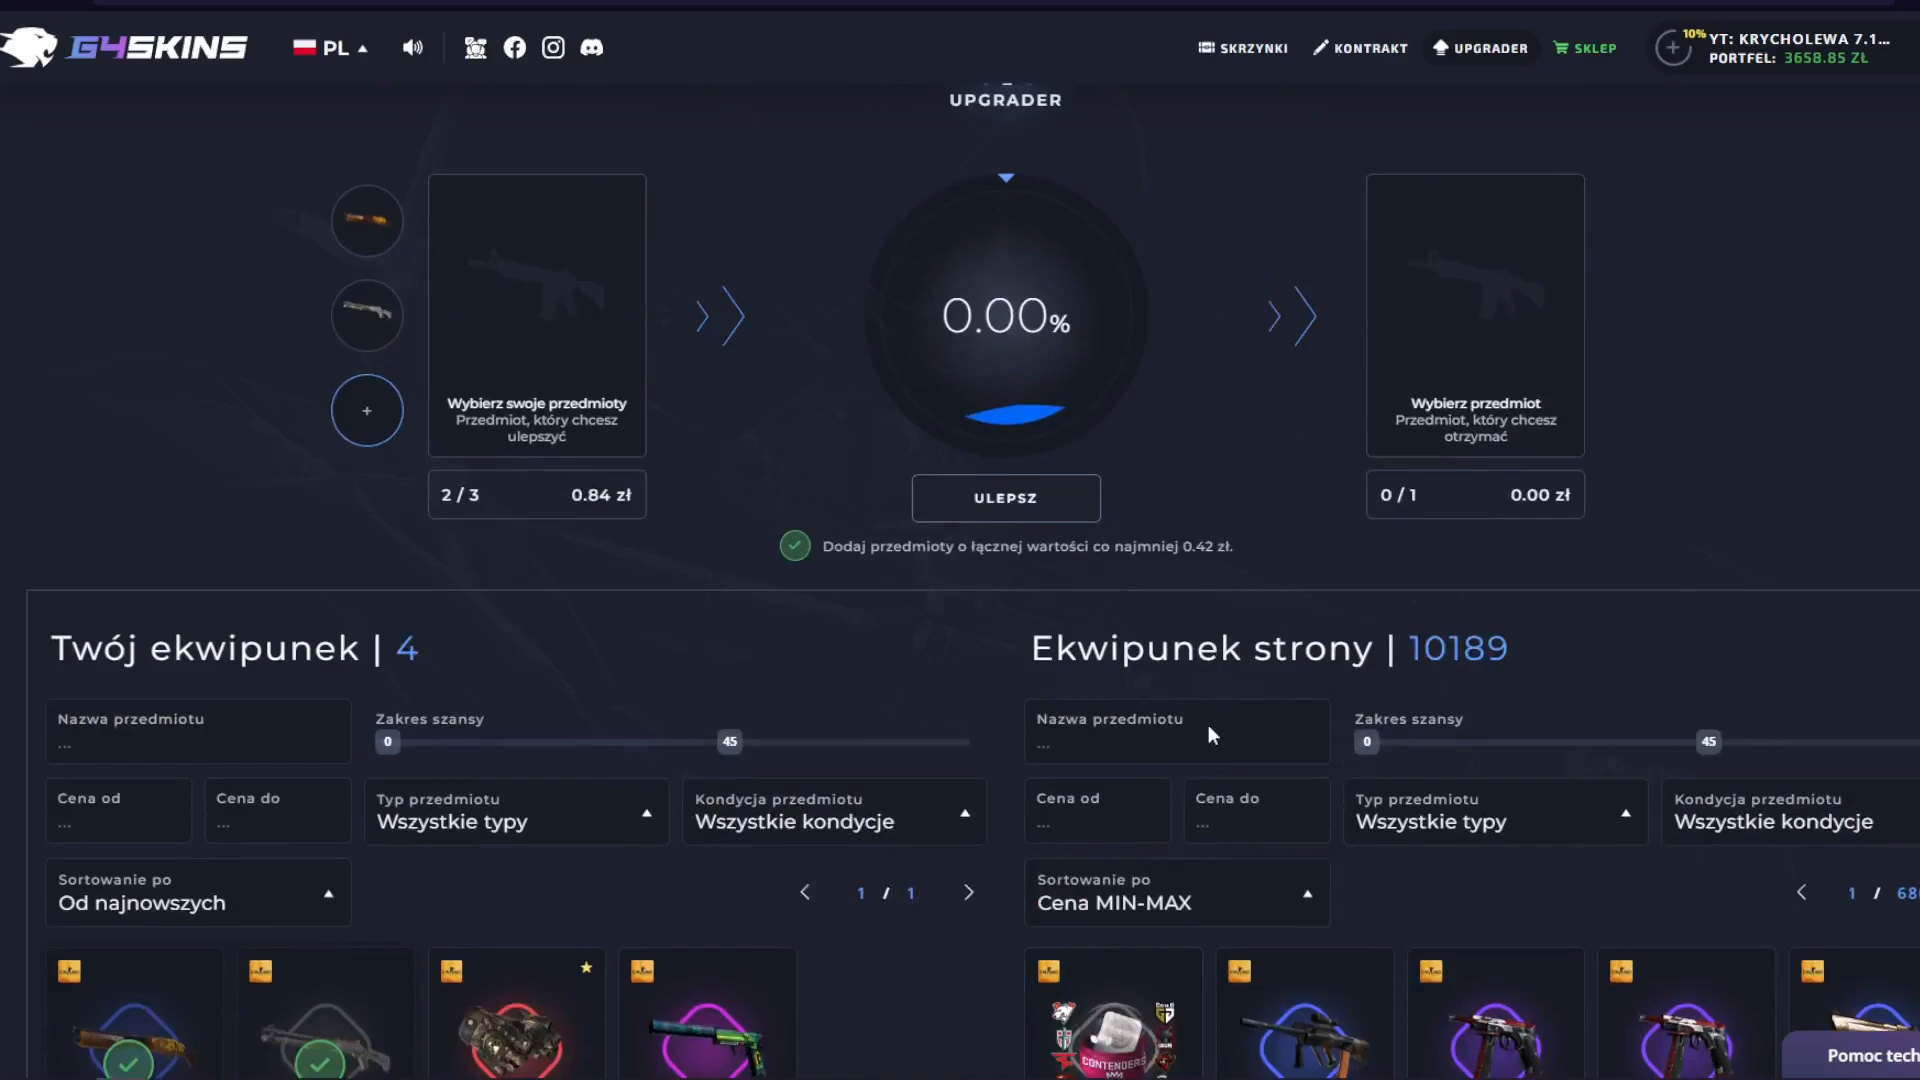 G4SKINS
PL
SKRZYNKI
KONTRAKT
UPGRADER
SKLEP
10%
YT: KRYCHOLEWA 7.1...
PORTFEL: 3658.85 ZŁ
UPGRADER
+
0.00%
Wybierz swoje przedmioty
Przedmiot, który chcesz
ulepszyć
Wybierz przedmiot
Przedmiot, który chcesz
otrzymać
2 / 3
0.84 zł
ULEPSZ
0 / 1
0.00 zł
Dodaj przedmioty o łącznej wartości co najmniej 0.42 zł.
Twój ekwipunek | 4
Nazwa przedmiotu
...
Zakres szansy
0
45
Cena od
...
Cena do
...
Typ przedmiotu
Wszystkie typy
Kondycja przedmiotu
Wszystkie kondycje
Sortowanie po
Od najnowszych
1 / 1
Ekwipunek strony | 10189
Nazwa przedmiotu
...
Zakres szansy
0
45
Cena od
...
Cena do
...
Typ przedmiotu
Wszystkie typy
Kondycja przedmiotu
Wszystkie kondycje
Sortowanie po
Cena MIN-MAX
1 / 68
CONTENDERS
Pomoc tech